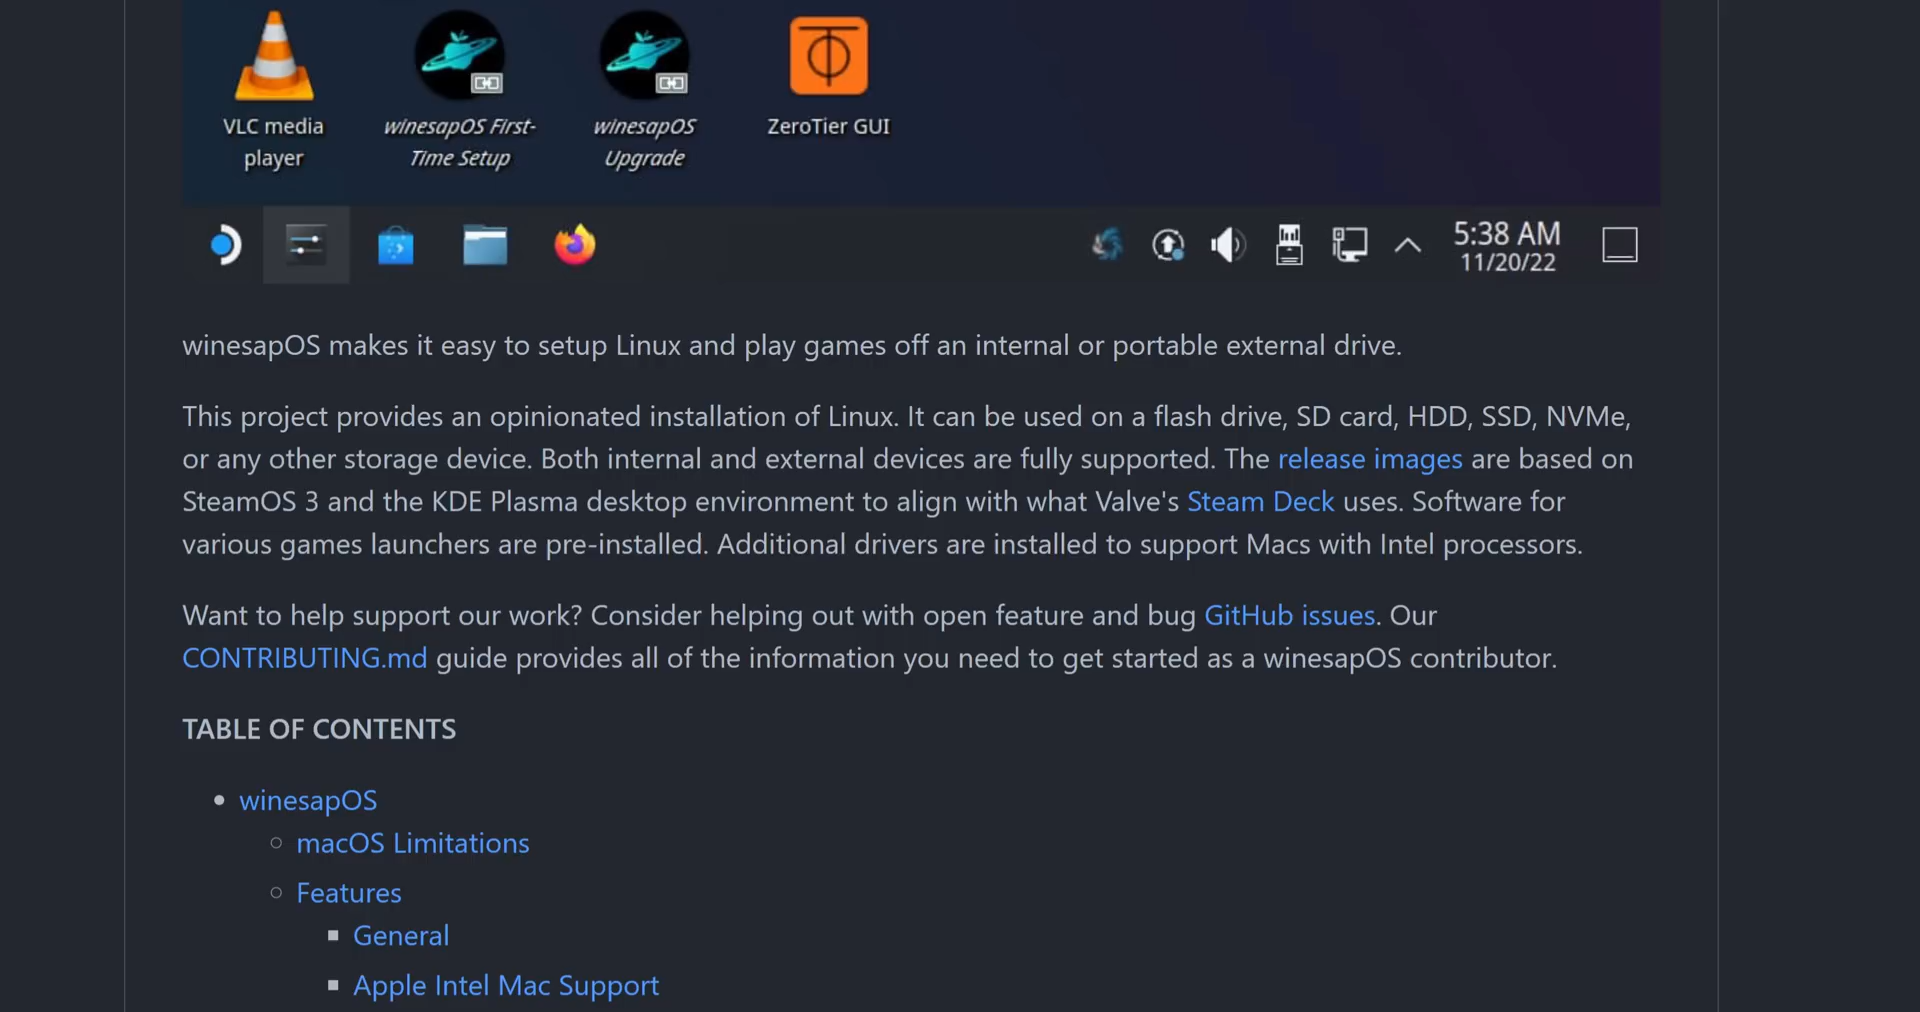 VLC media
player
winesapOS First-
Time Setup
winesapOS
Upgrade
ZeroTier GUI
5:38 AM
11/20/22
winesapOS makes it easy to setup Linux and play games off an internal or portable external drive.
This project provides an opinionated installation of Linux. It can be used on a flash drive, SD card, HDD, SSD, NVMe,
or any other storage device. Both internal and external devices are fully supported. The release images are based on
SteamOS 3 and the KDE Plasma desktop environment to align with what Valve's Steam Deck uses. Software for
various games launchers are pre-installed. Additional drivers are installed to support Macs with Intel processors.
Want to help support our work? Consider helping out with open feature and bug GitHub issues. Our
CONTRIBUTING.md guide provides all of the information you need to get started as a winesapOS contributor.
TABLE OF CONTENTS
winesapOS
macOS Limitations
Features
General
Apple Intel Mac Support